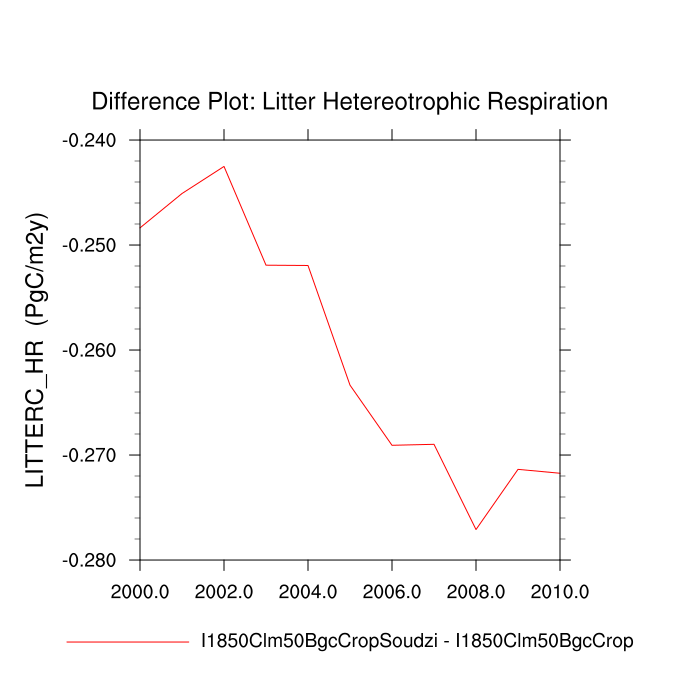 Difference Plot: Litter Hetereotrophic Respiration
-0.240
-0.250
-0.260
-0.270
-0.280
LITTERC_HR (PgC/m2y)
2000.0 2002.0 2004.0 2006.0 2008.0 2010.0
I1850Clm50BgcCropSoudzi - I1850Clm50BgcCrop